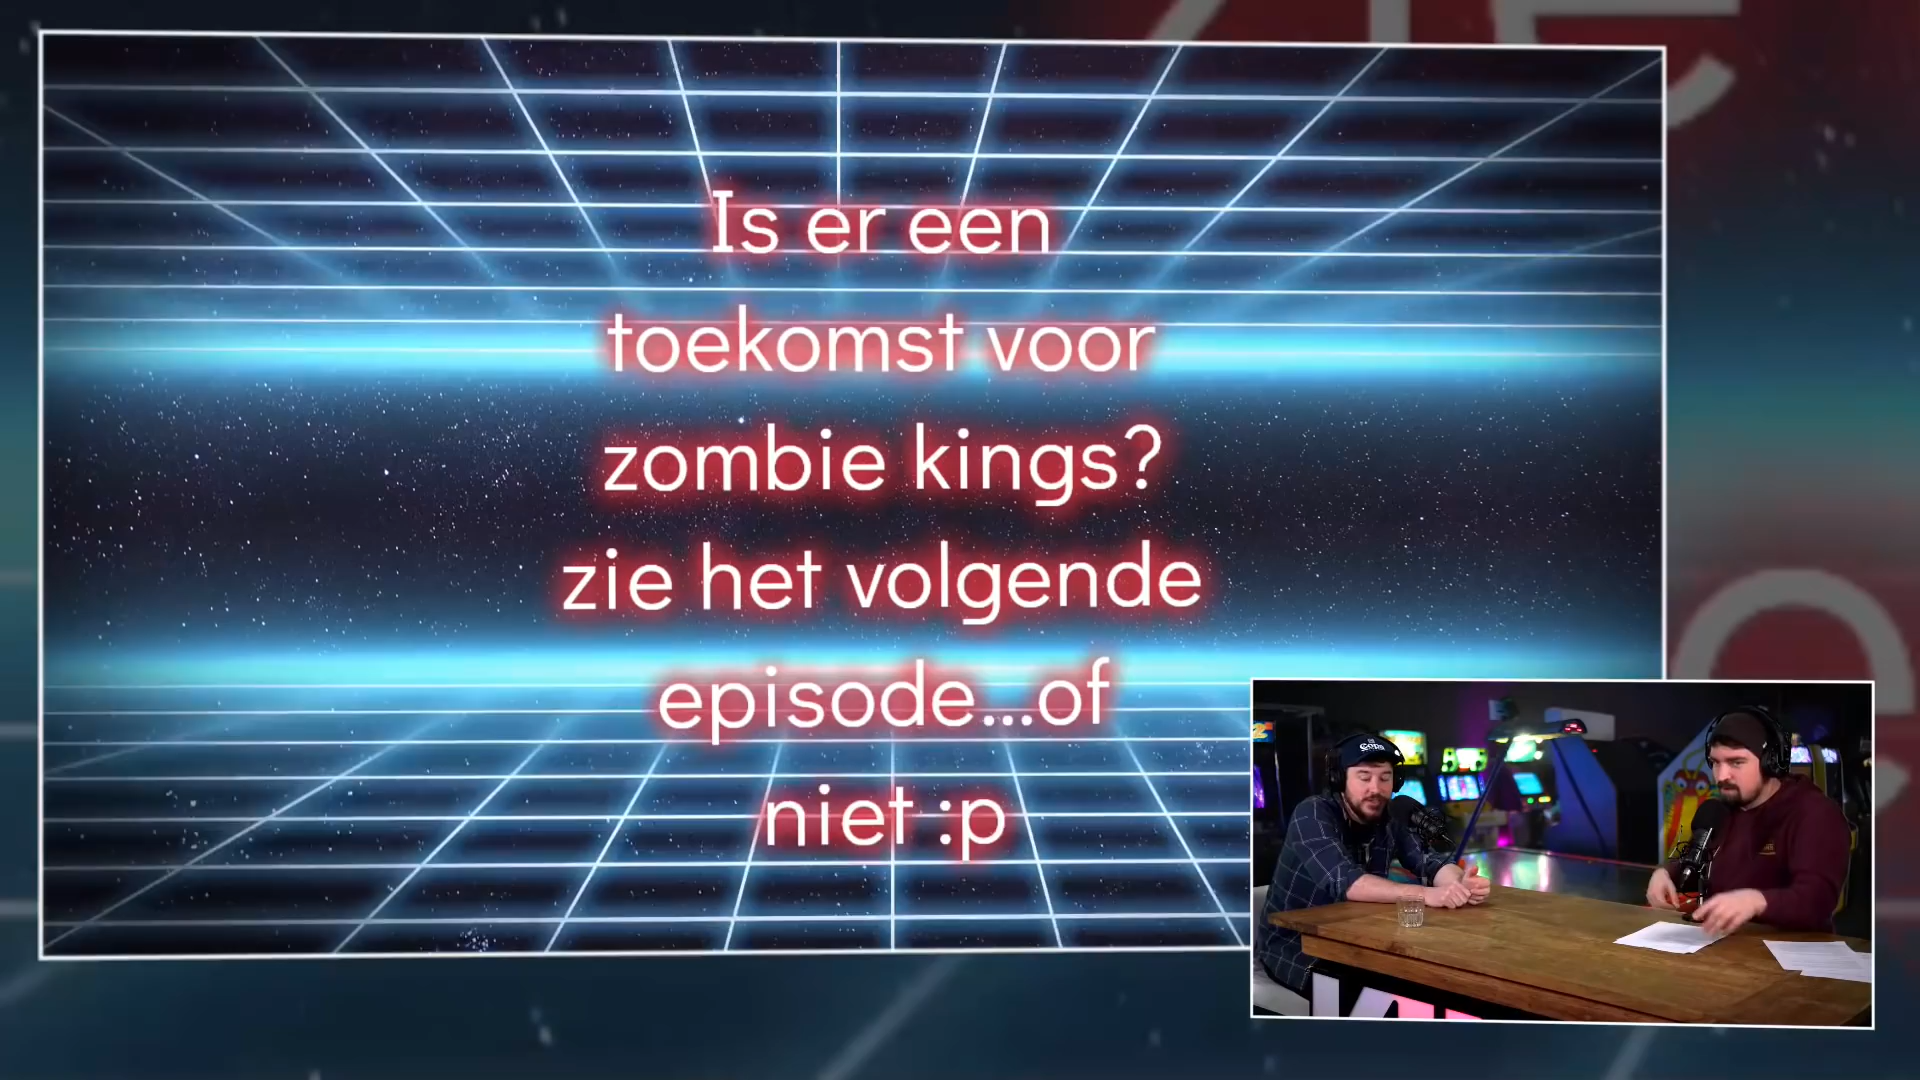 Is er een
toekomst voor
zombie kings?
zie het volgende
episode...of
niet :p